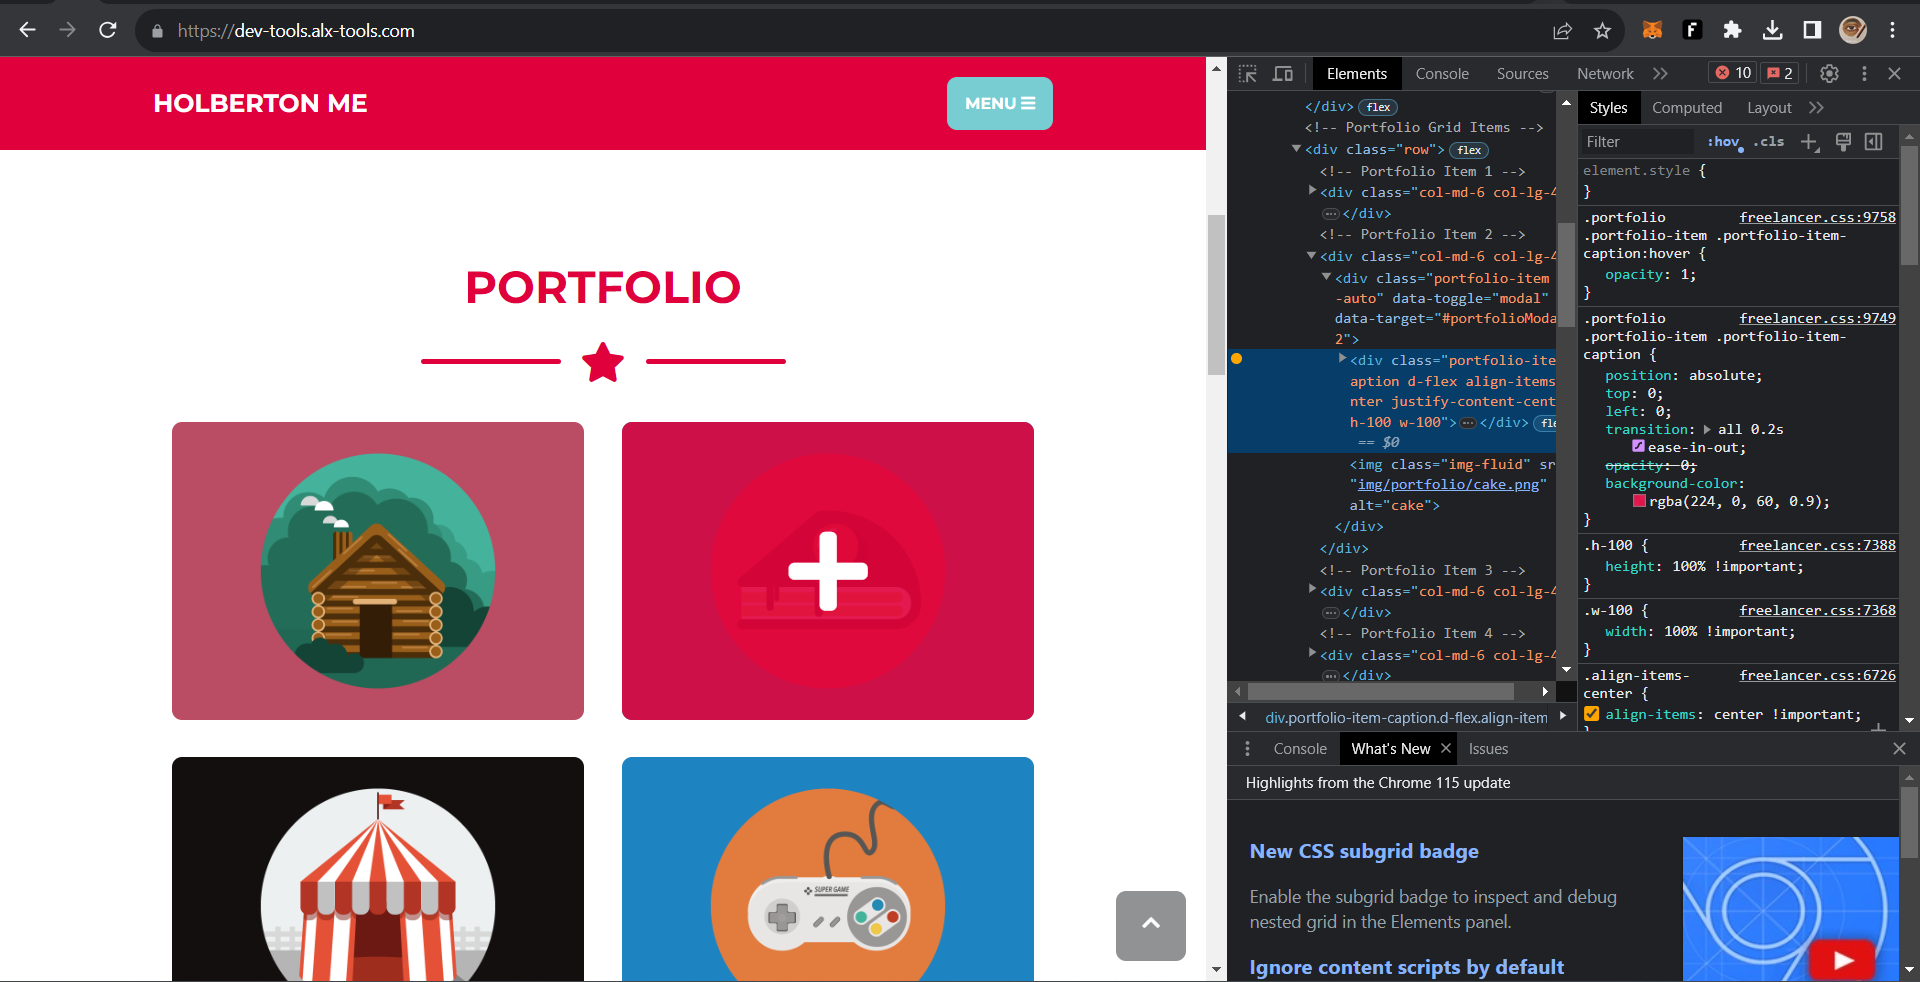 https://dev-tools.alx-tools.com
HOLBERTON ME
MENU
PORTFOLIO
SUPER GAME
Elements Console Sources Network 10 2
</div> flex
<!-- Portfolio Grid Items -->
<div class="row"> flex
<!-- Portfolio Item 1 -->
<div class="col-md-6 col-lg-4
… </div>
<!-- Portfolio Item 2 -->
<div class="col-md-6 col-lg-4
<div class="portfolio-item
-auto" data-toggle="modal"
data-target="#portfolioModa
2">
<div class="portfolio-ite
aption d-flex align-items
nter justify-content-cent
h-100 w-100"> … </div> fle
== $0
<img class="img-fluid" sr
"img/portfolio/cake.png"
alt="cake">
</div>
</div>
<!-- Portfolio Item 3 -->
<div class="col-md-6 col-lg-4
… </div>
<!-- Portfolio Item 4 -->
<div class="col-md-6 col-lg-4
… </div>
div.portfolio-item-caption.d-flex.align-item
Styles Computed Layout
Filter :hov .cls
element.style {
}
.portfolio freelancer.css:9758
.portfolio-item .portfolio-item-
caption:hover {
opacity: 1;
}
.portfolio freelancer.css:9749
.portfolio-item .portfolio-item-
caption {
position: absolute;
top: 0;
left: 0;
transition: all 0.2s
ease-in-out;
opacity: 0;
background-color:
rgba(224, 0, 60, 0.9);
}
.h-100 { freelancer.css:7388
height: 100% !important;
}
.w-100 { freelancer.css:7368
width: 100% !important;
}
.align-items- freelancer.css:6726
center {
align-items: center !important;
}
Console What's New Issues
Highlights from the Chrome 115 update
New CSS subgrid badge
Enable the subgrid badge to inspect and debug
nested grid in the Elements panel.
Ignore content scripts by default